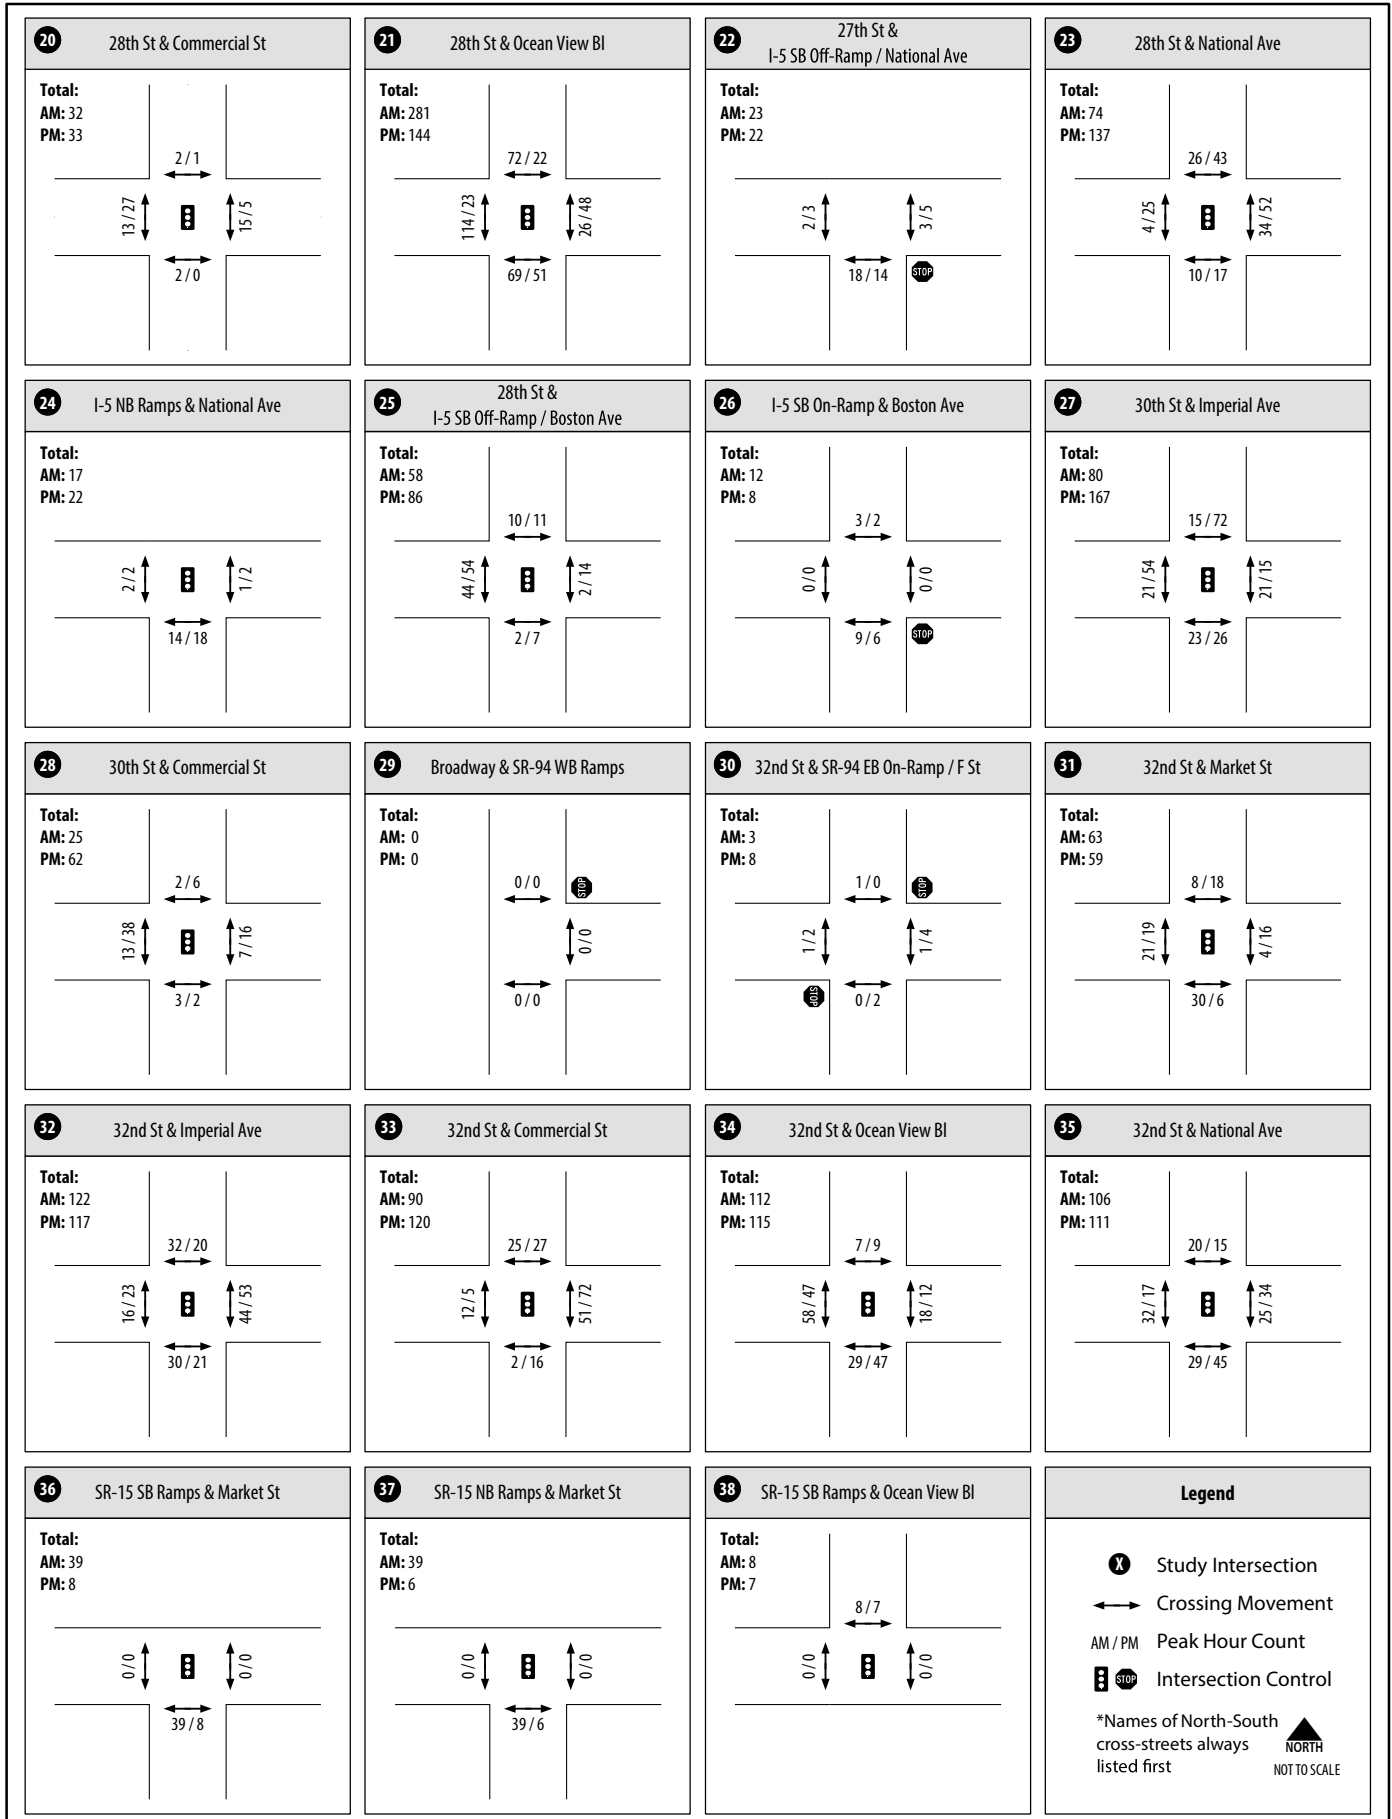 20
28th St & Commercial St
Total:
AM: 32
PM: 33
2 / 1
13 / 27
15 / 5
2 / 0
21
28th St & Ocean View Bl
Total:
AM: 281
PM: 144
72 / 22
114 / 23
26 / 48
69 / 51
22
27th St &
I-5 SB Off-Ramp / National Ave
Total:
AM: 23
PM: 22
2 / 3
3 / 5
18 / 14
STOP
23
28th St & National Ave
Total:
AM: 74
PM: 137
26 / 43
4 / 25
34 / 52
10 / 17
24
I-5 NB Ramps & National Ave
Total:
AM: 17
PM: 22
2 / 2
1 / 2
14 / 18
25
28th St &
I-5 SB Off-Ramp / Boston Ave
Total:
AM: 58
PM: 86
10 / 11
44 / 54
2 / 14
2 / 7
26
I-5 SB On-Ramp & Boston Ave
Total:
AM: 12
PM: 8
3 / 2
0 / 0
0 / 0
9 / 6
STOP
27
30th St & Imperial Ave
Total:
AM: 80
PM: 167
15 / 72
21 / 54
21 / 15
23 / 26
28
30th St & Commercial St
Total:
AM: 25
PM: 62
2 / 6
13 / 38
7 / 16
3 / 2
29
Broadway & SR-94 WB Ramps
Total:
AM: 0
PM: 0
0 / 0
STOP
0 / 0
0 / 0
30
32nd St & SR-94 EB On-Ramp / F St
Total:
AM: 3
PM: 8
1 / 0
STOP
1 / 2
1 / 4
STOP
0 / 2
31
32nd St & Market St
Total:
AM: 63
PM: 59
8 / 18
21 / 19
4 / 16
30 / 6
32
32nd St & Imperial Ave
Total:
AM: 122
PM: 117
32 / 20
16 / 23
44 / 53
30 / 21
33
32nd St & Commercial St
Total:
AM: 90
PM: 120
25 / 27
12 / 5
51 / 72
2 / 16
34
32nd St & Ocean View Bl
Total:
AM: 112
PM: 115
7 / 9
58 / 47
18 / 12
29 / 47
35
32nd St & National Ave
Total:
AM: 106
PM: 111
20 / 15
32 / 17
25 / 34
29 / 45
36
SR-15 SB Ramps & Market St
Total:
AM: 39
PM: 8
0 / 0
0 / 0
39 / 8
37
SR-15 NB Ramps & Market St
Total:
AM: 39
PM: 6
0 / 0
0 / 0
39 / 6
38
SR-15 SB Ramps & Ocean View Bl
Total:
AM: 8
PM: 7
8 / 7
0 / 0
0 / 0
Legend
X Study Intersection
Crossing Movement
AM / PM Peak Hour Count
STOP Intersection Control
*Names of North-South
cross-streets always
listed first
NORTH
NOT TO SCALE